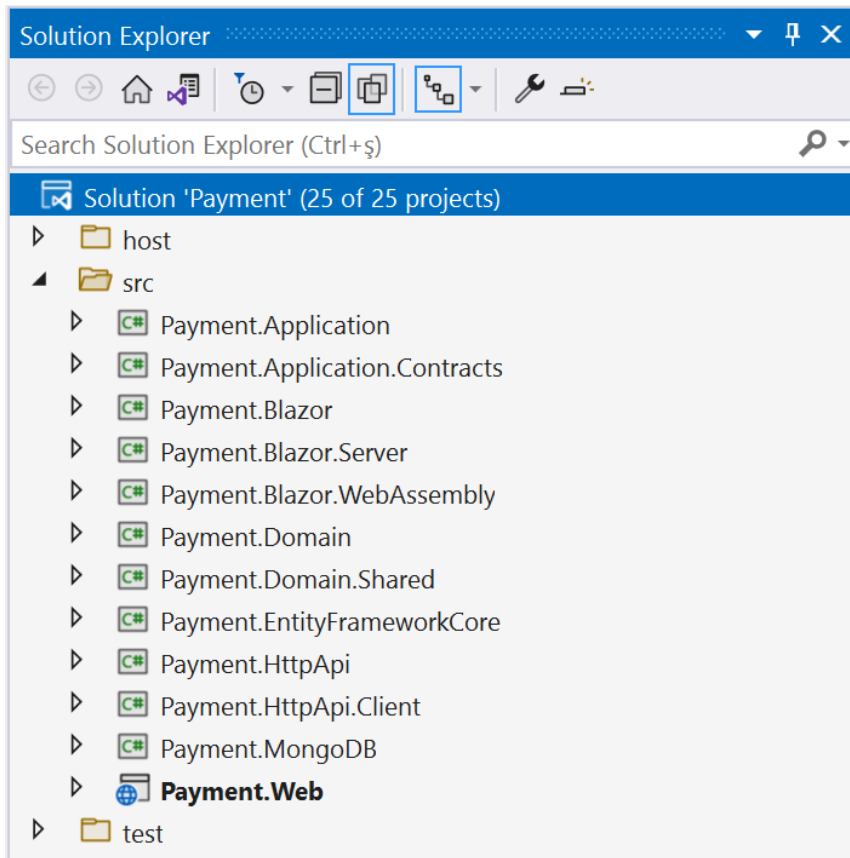 Solution Explorer
Search Solution Explorer (Ctrl+ş)
Solution 'Payment' (25 of 25 projects)
host
src
C# Payment.Application
C# Payment.Application.Contracts
C# Payment.Blazor
C# Payment.Blazor.Server
C# Payment.Blazor.WebAssembly
C# Payment.Domain
C# Payment.Domain.Shared
C# Payment.EntityFrameworkCore
C# Payment.HttpApi
C# Payment.HttpApi.Client
C# Payment.MongoDB
Payment.Web
test